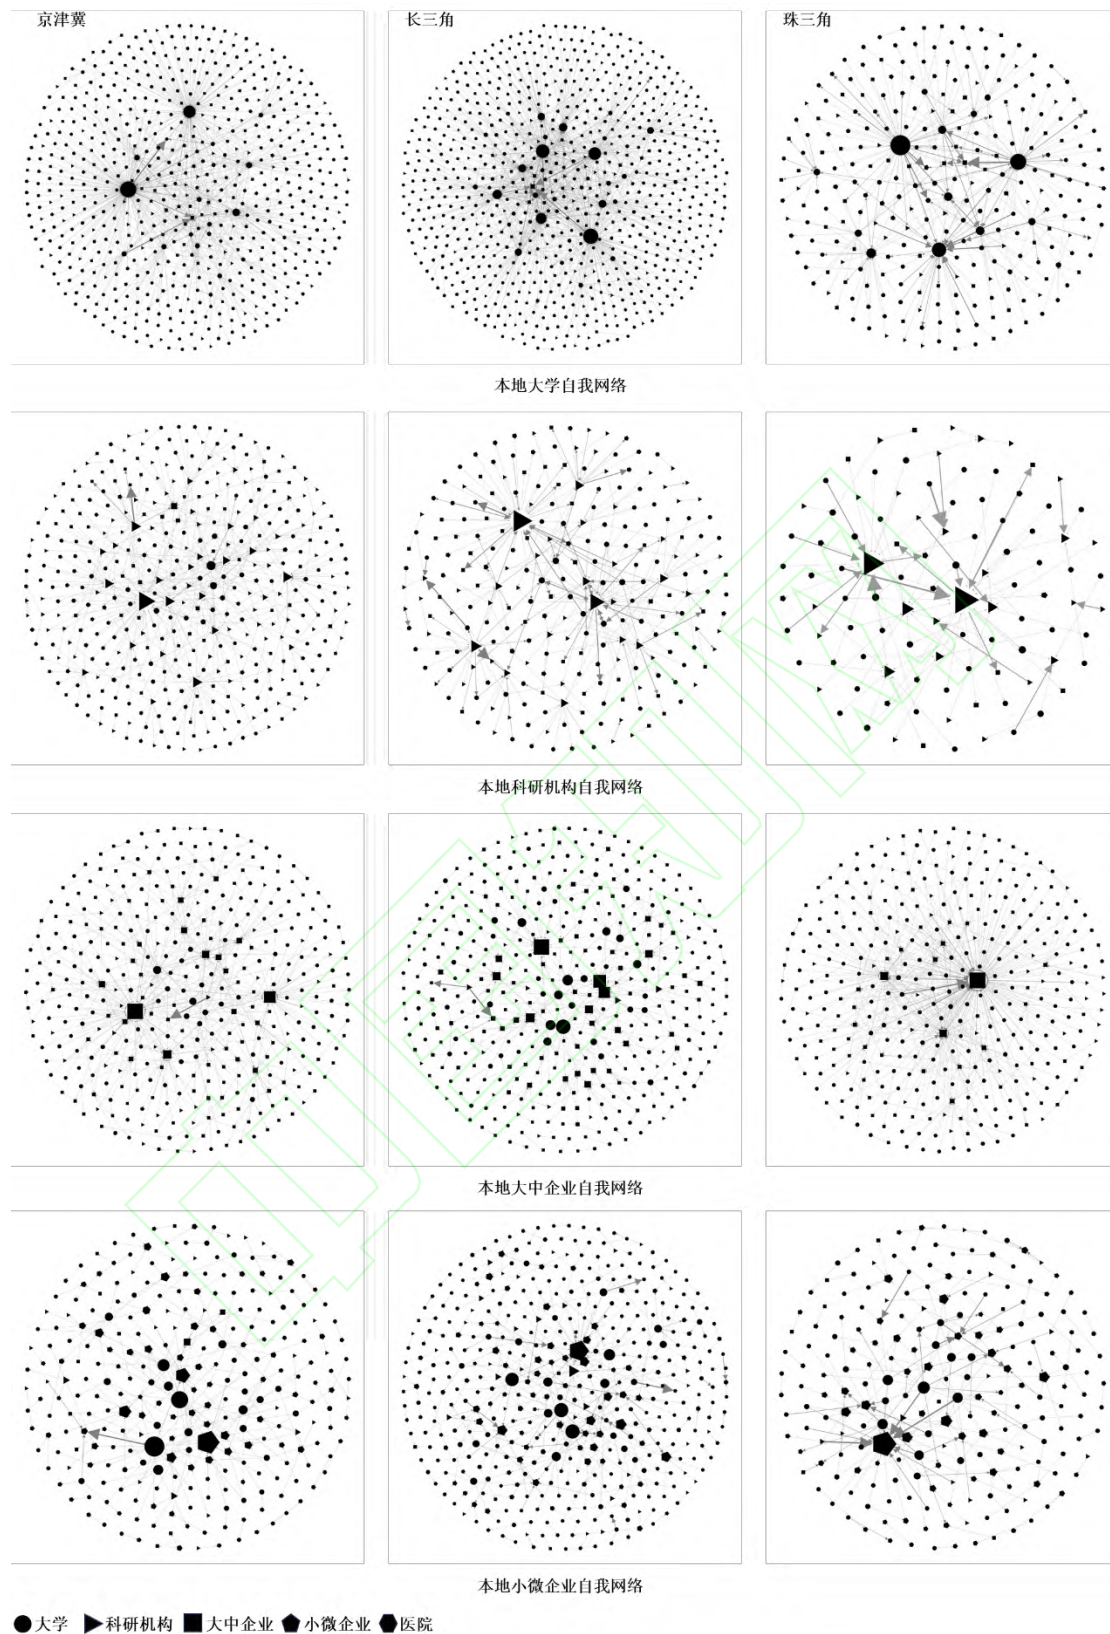 京津冀 长三角 珠三角
本地大学自我网络
本地科研机构自我网络
本地大中企业自我网络
本地小微企业自我网络
大学 科研机构 大中企业 小微企业 医院